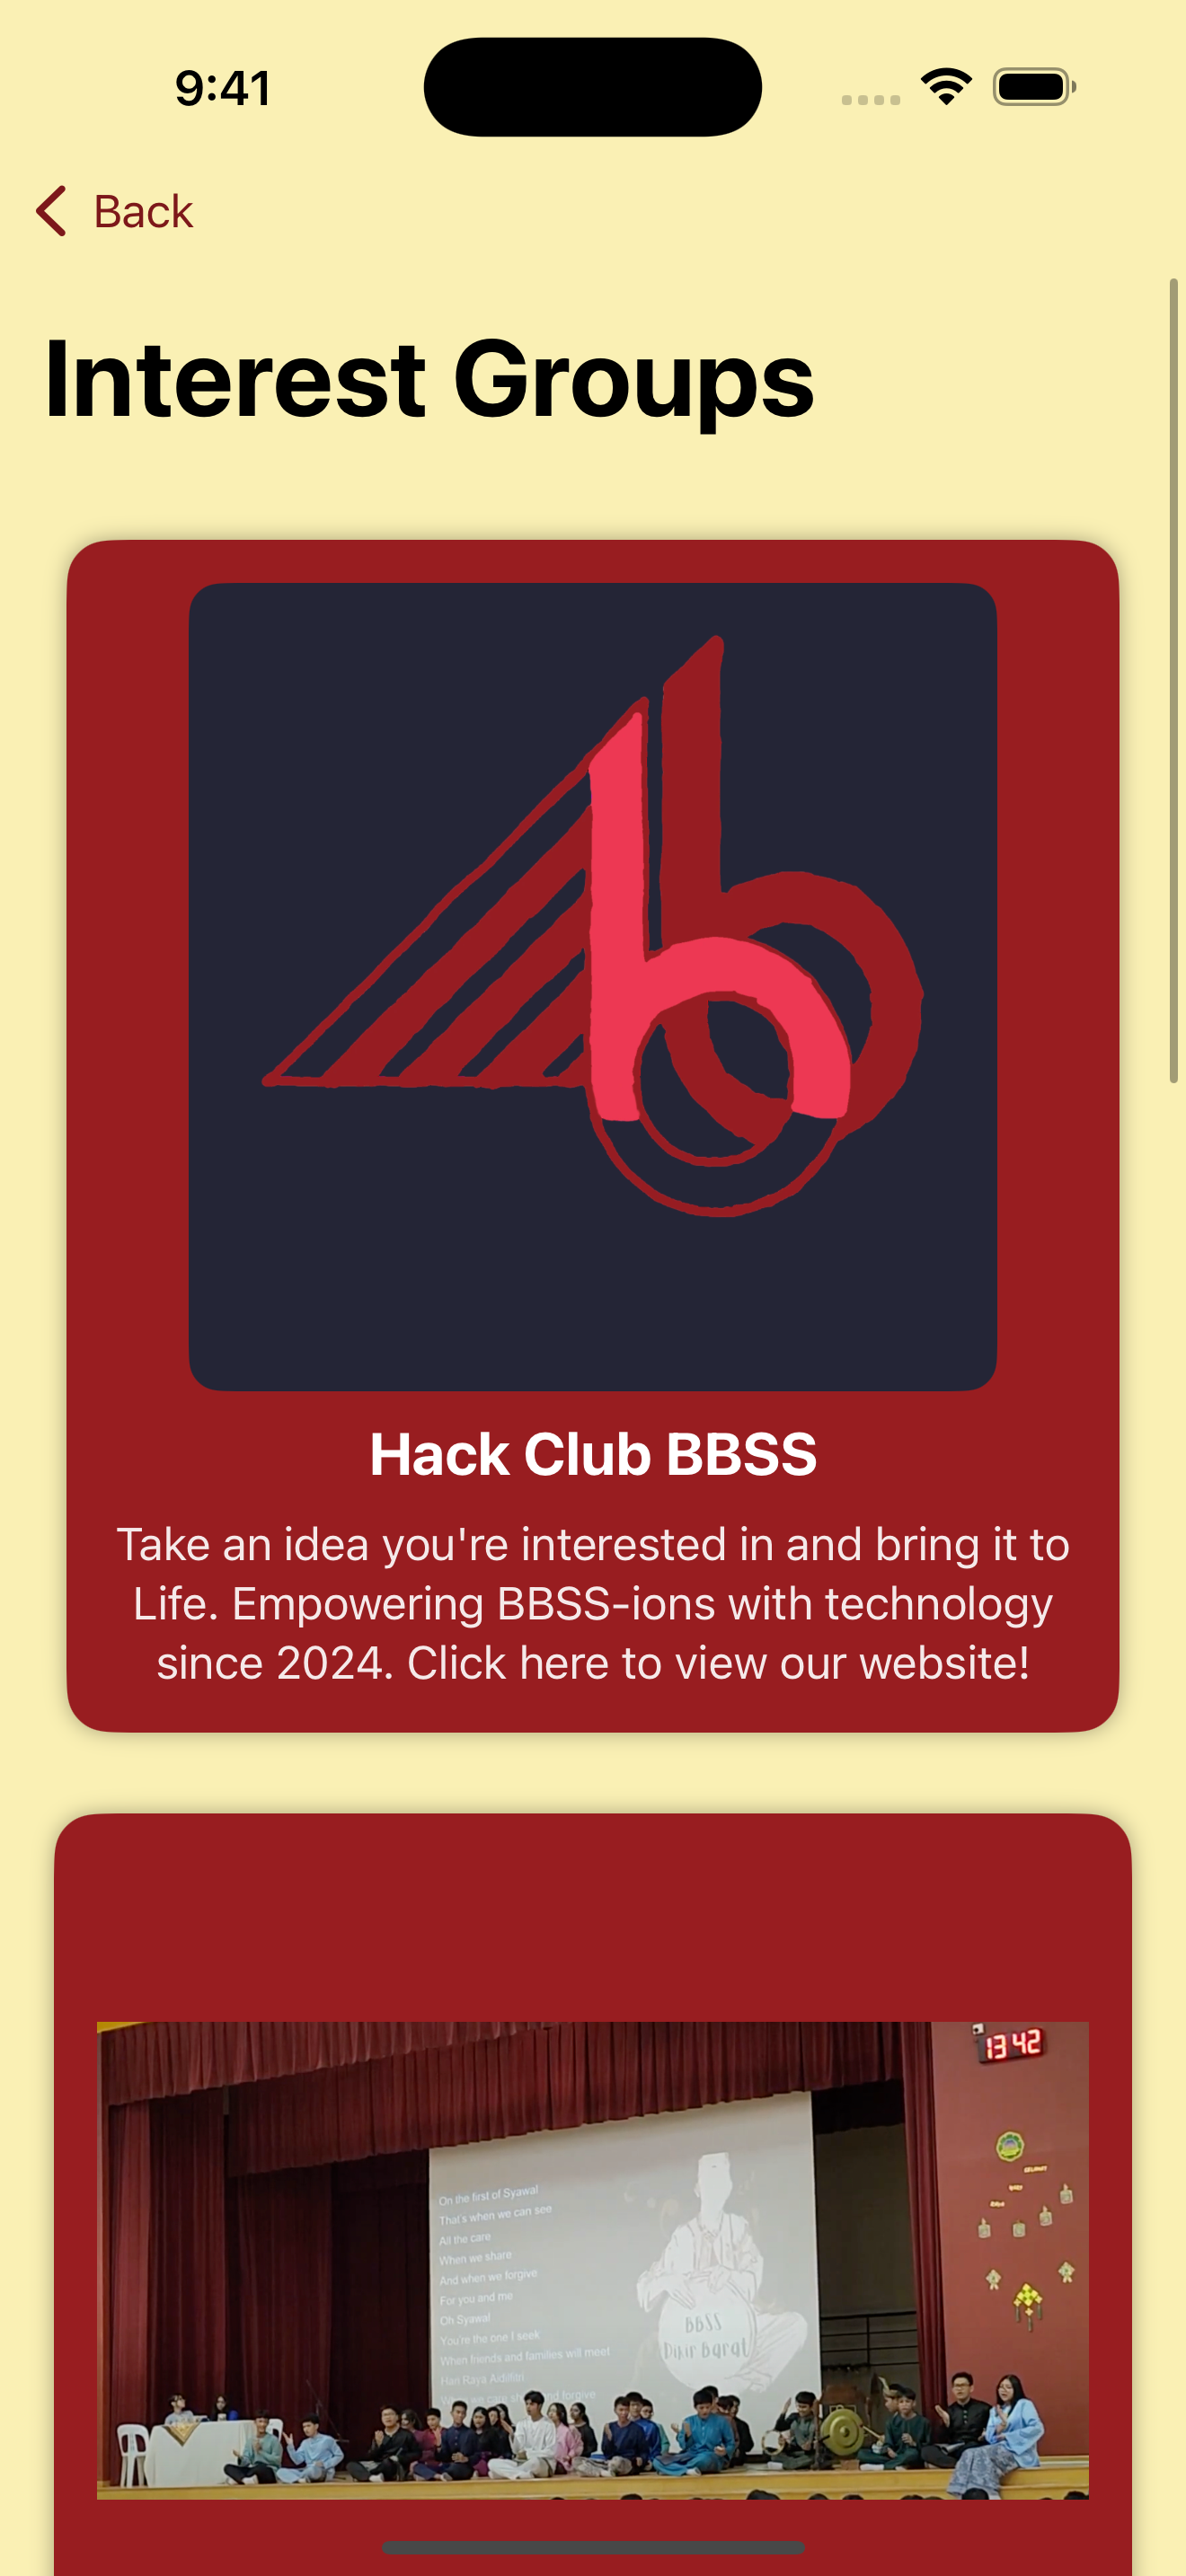 9:41
Back
Interest Groups
Hack Club BBSS
Take an idea you're interested in and bring it to
Life. Empowering BBSS-ions with technology
since 2024. Click here to view our website!
13 42
On the first of Syawal
That's when we can see
All the care
When we share
And when we forgive
For you and me
Oh Syawal
You're the one I seek
When friends and families will meet
Hari Raya Aidilfitri
we care and forgive
BBSS
Dikir Barat